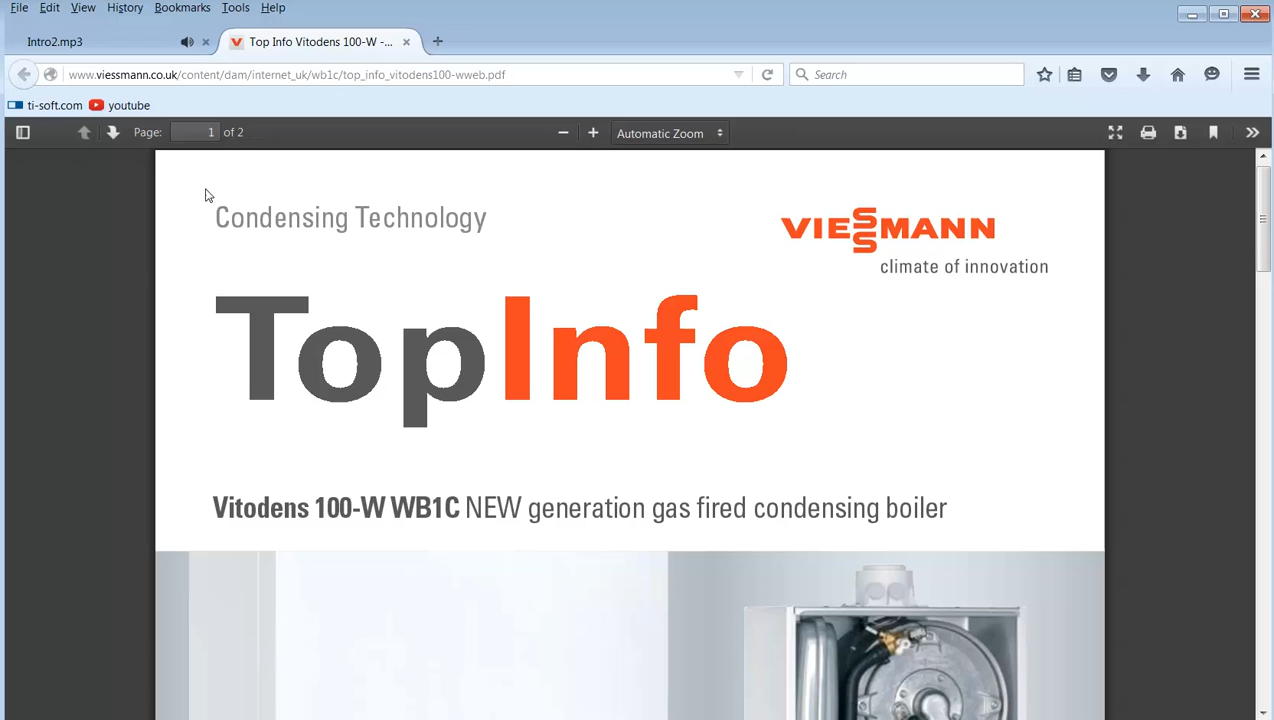 File Edit View History Bookmarks Tools Help
Intro2.mp3
Top Info Vitodens 100-W -...
www.viessmann.co.uk/content/dam/internet_uk/wb1c/top_info_vitodens100-wweb.pdf
Search
ti-soft.com youtube
Page: 1 of 2
Automatic Zoom
Condensing Technology
VIESSMANN
climate of innovation
TopInfo
Vitodens 100-W WB1C NEW generation gas fired condensing boiler